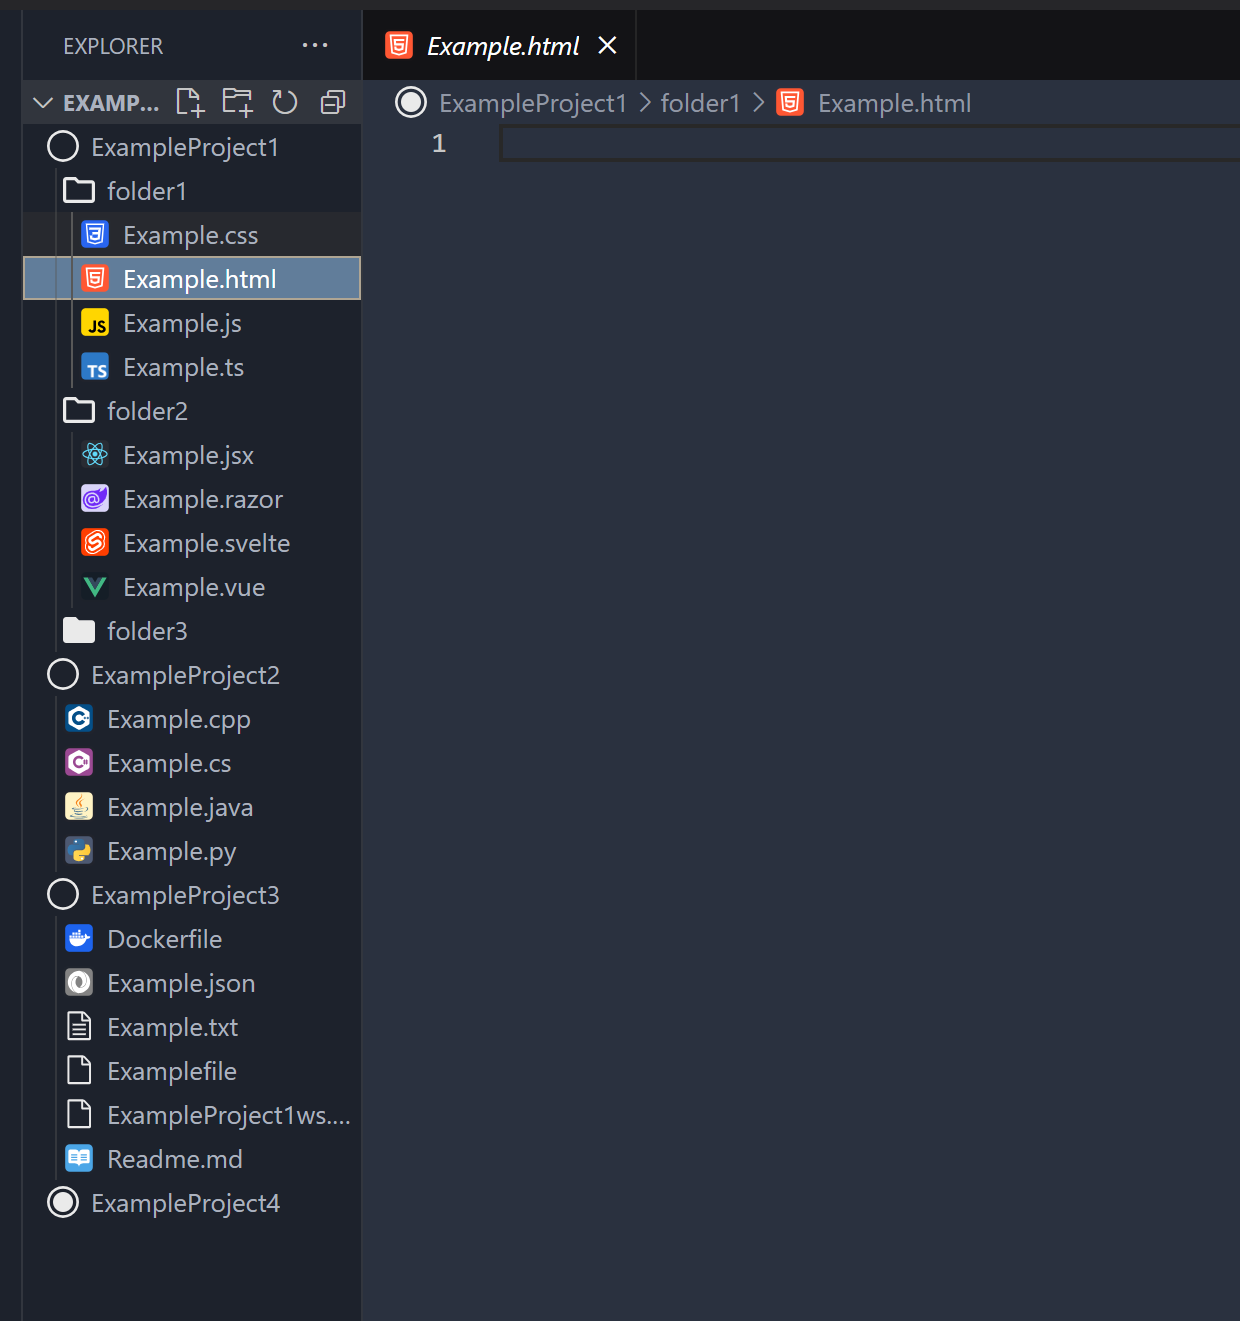 EXPLORER
Example.html
EXAMP...
ExampleProject1 > folder1 > Example.html
1
ExampleProject1
folder1
Example.css
Example.html
JS Example.js
TS Example.ts
folder2
Example.jsx
Example.razor
Example.svelte
Example.vue
folder3
ExampleProject2
Example.cpp
Example.cs
Example.java
Example.py
ExampleProject3
Dockerfile
Example.json
Example.txt
Examplefile
ExampleProject1ws....
Readme.md
ExampleProject4